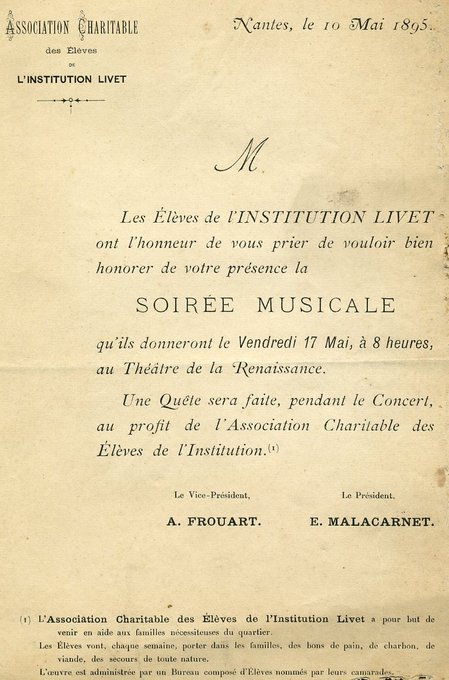 ASSOCIATION CHARITABLE
des Élèves
DE
L'INSTITUTION LIVET
Nantes, le 10 Mai 1895.
M
Les Élèves de l'INSTITUTION LIVET
ont l'honneur de vous prier de vouloir bien
honorer de votre présence la
SOIRÉE MUSICALE
qu'ils donneront le Vendredi 17 Mai, à 8 heures,
au Théâtre de la Renaissance.
Une Quête sera faite, pendant le Concert,
au profit de l'Association Charitable des
Élèves de l'Institution.(1)
Le Vice-Président,
Le Président,
A. FROUART.
E. MALACARNET.
(1) L'Association Charitable des Élèves de l'Institution Livet a pour but de
venir en aide aux familles nécessiteuses du quartier.
Les Élèves vont, chaque semaine, porter dans les familles, des bons de pain, de charbon, de
viande, des secours de toute nature.
L'œuvre est administrée par un Bureau composé d'Élèves nommés par leurs camarades.